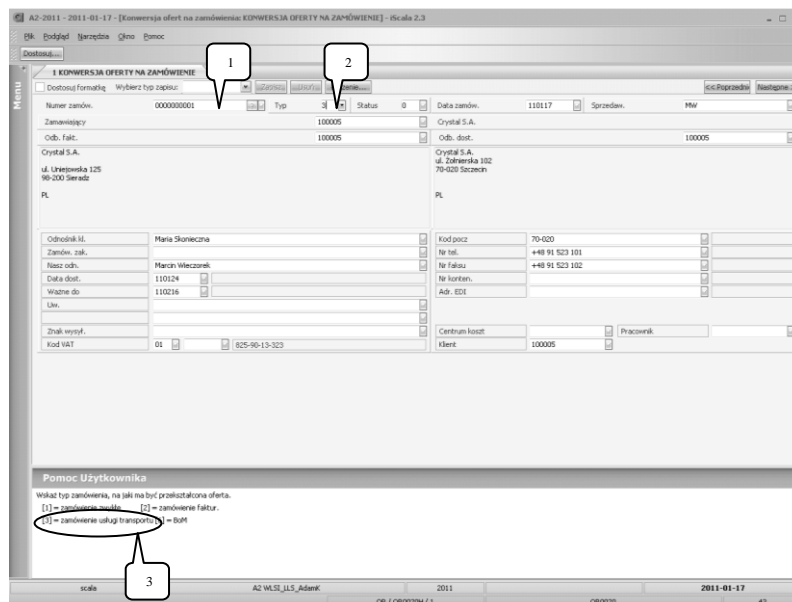 A2-2011 - 2011-01-17 - [Konwersja ofert na zamówienia: KONWERSJA OFERTY NA ZAMÓWIENIE] - iScala 2.3
Plik Podgląd Narzędzia Okno Pomoc
Dostosuj...
1 2
1 KONWERSJA OFERTY NA ZAMÓWIENIE
Menu
Dostosuj formatkę Wybierz typ zapisu: << Poprzedni Następne
Numer zamów. 0000000001 Typ 3 Status 0 Data zamów. 110117 Sprzedaw. MW
Zamawiający 100005 Crystal S.A.
Odb. fakt. 100005 Odb. dost. 100005
Crystal S.A. Crystal S.A.
ul. Żołnierska 102
ul. Uniejowska 125 70-020 Szczecin
98-200 Sieradz
PL PL
Odnośnik kl. Maria Skonieczna Kod pocz 70-020
Zamów. zak. Nr tel. +48 91 523 101
Nasz odn. Marcin Wieczorek Nr faksu +48 91 523 102
Data dost. 110124 Nr konten.
Ważne do 110216 Adr. EDI
Uw.
Znak wysył. Centrum koszt Pracownik
Kod VAT 01 825-90-13-323 Klient 100005
Pomoc Użytkownika
Wskaż typ zamówienia, na jaki ma być przekształcona oferta.
[1] = zamówienie zwykłe [2] = zamówienie faktur.
[3] = zamówienie usługi transportu = BoM
3
scala A2 WLSI_LLS_AdamK 2011 2011-01-17